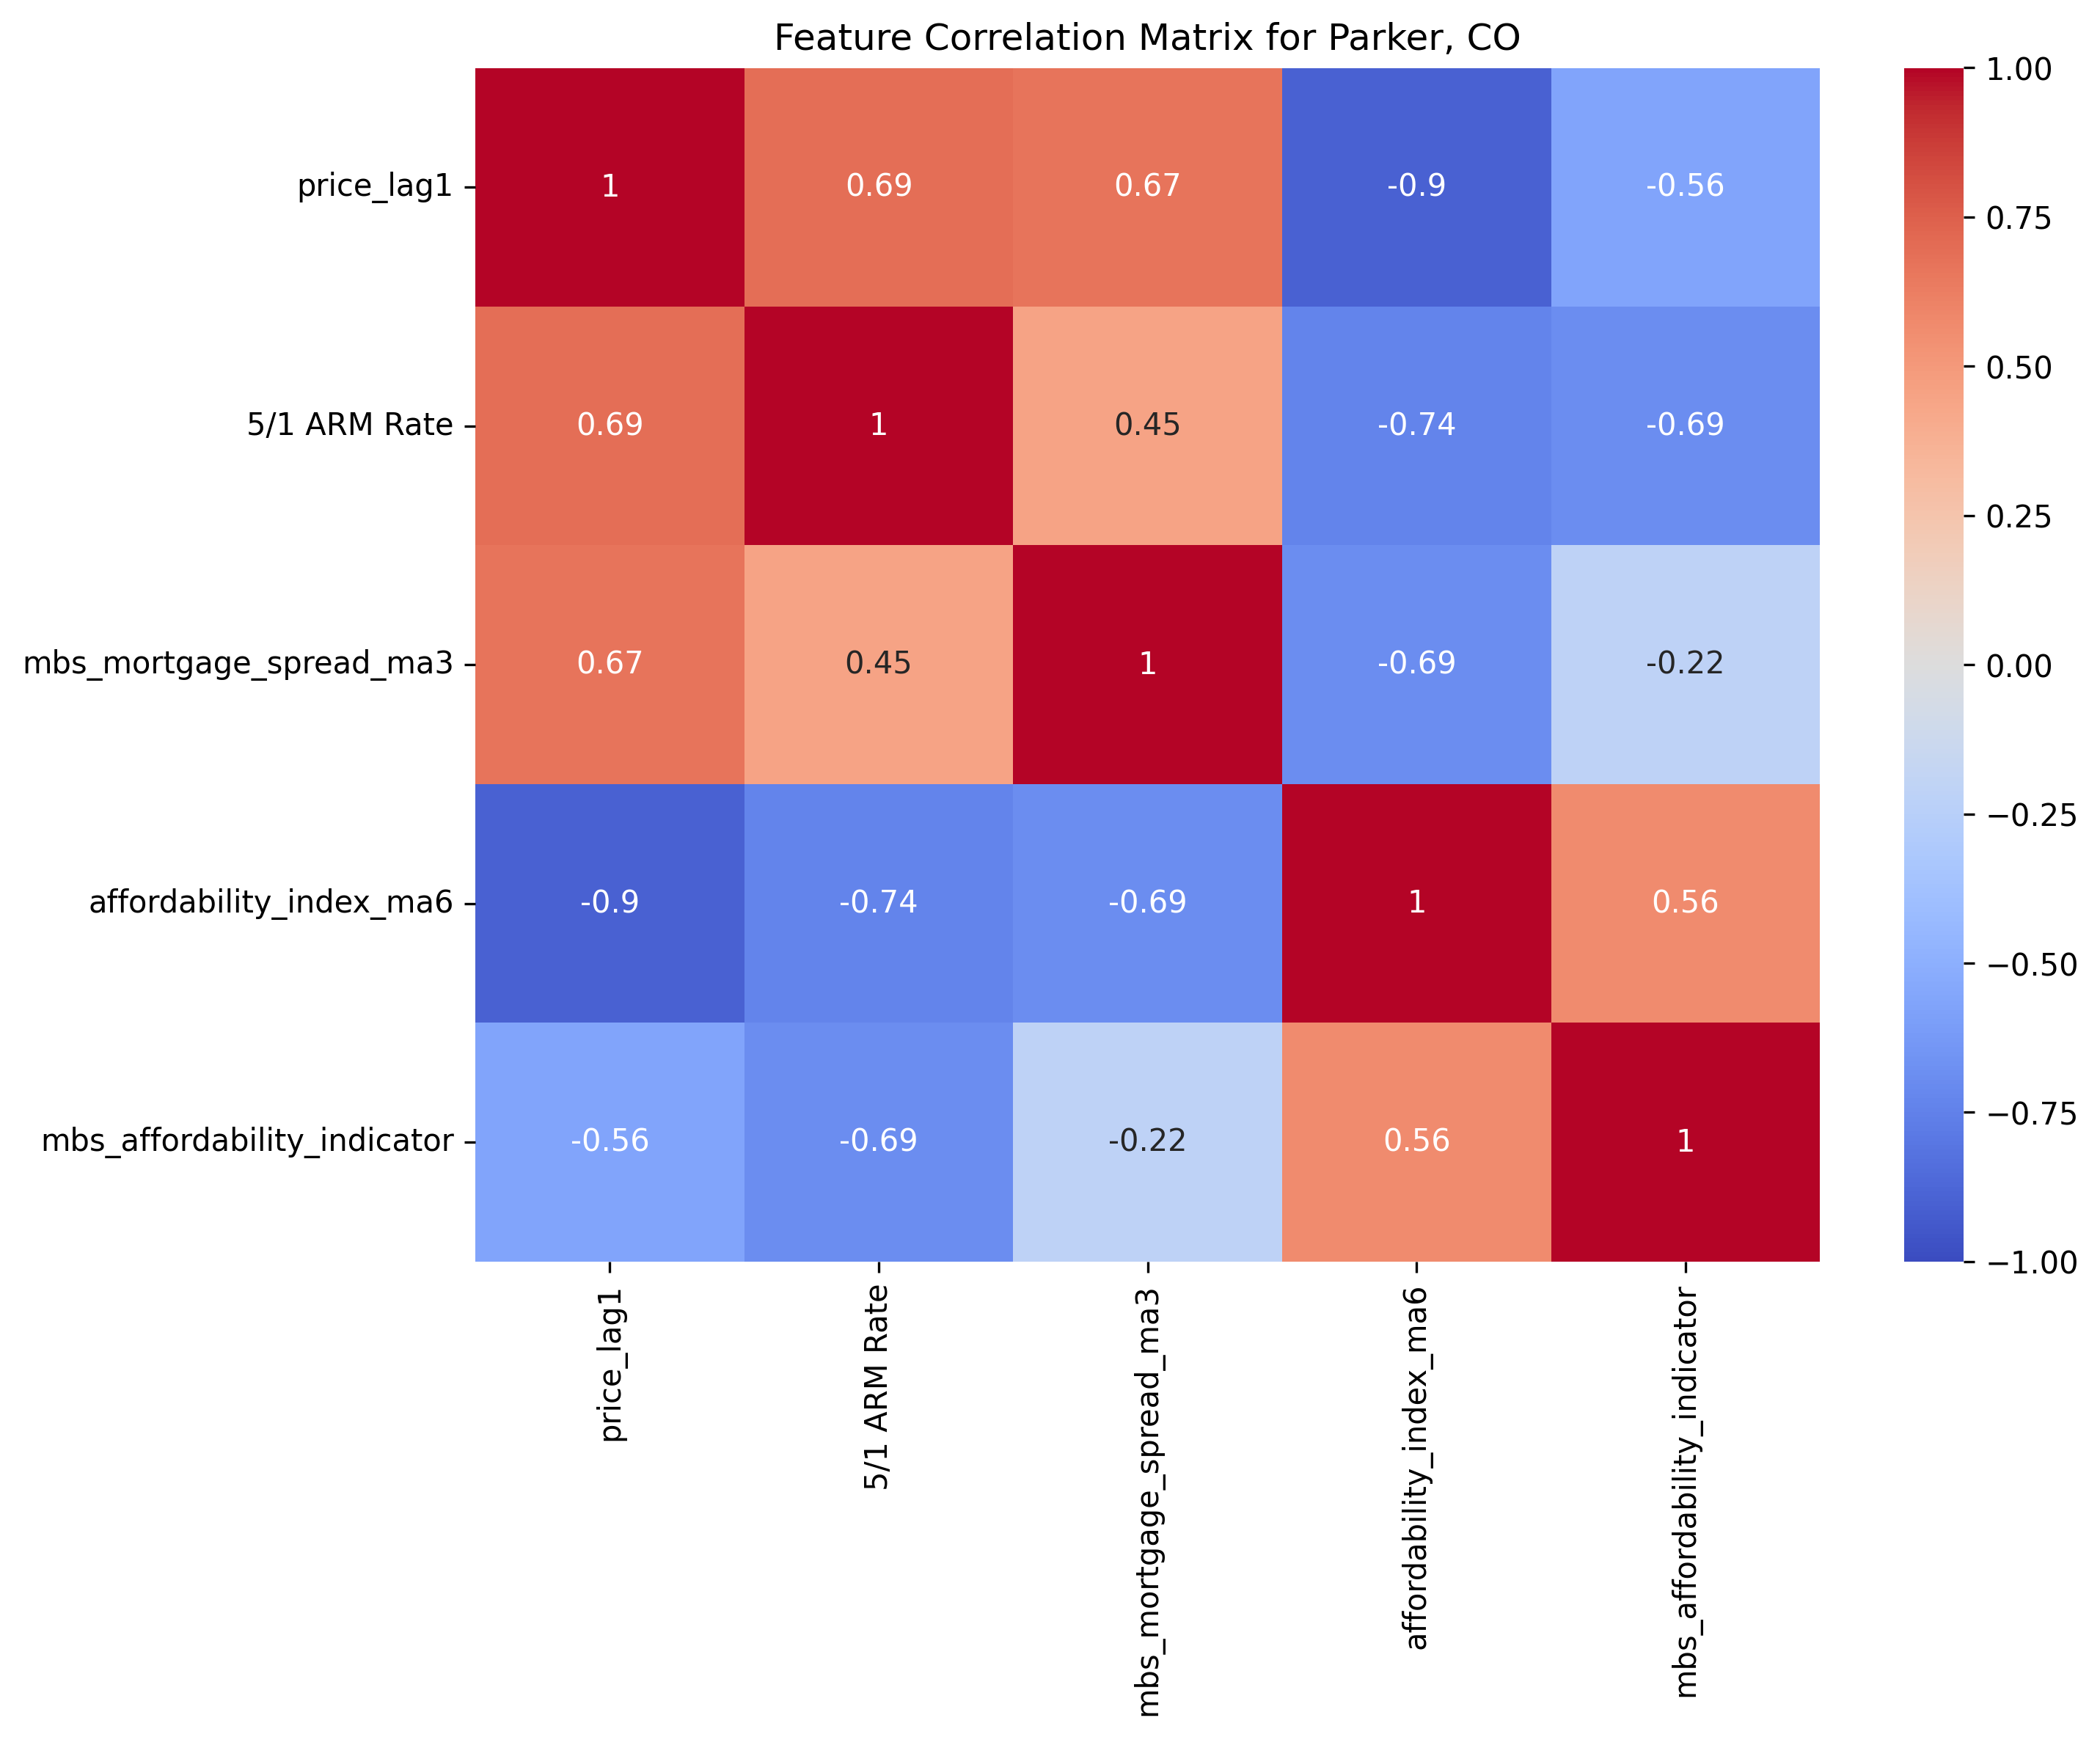 Feature Correlation Matrix for Parker, CO
price_lag1 1 0.69 0.67 -0.9 -0.56
5/1 ARM Rate 0.69 1 0.45 -0.74 -0.69
mbs_mortgage_spread_ma3 0.67 0.45 1 -0.69 -0.22
affordability_index_ma6 -0.9 -0.74 -0.69 1 0.56
mbs_affordability_indicator -0.56 -0.69 -0.22 0.56 1
price_lag1
5/1 ARM Rate
mbs_mortgage_spread_ma3
affordability_index_ma6
mbs_affordability_indicator
1.00
0.75
0.50
0.25
0.00
−0.25
−0.50
−0.75
−1.00